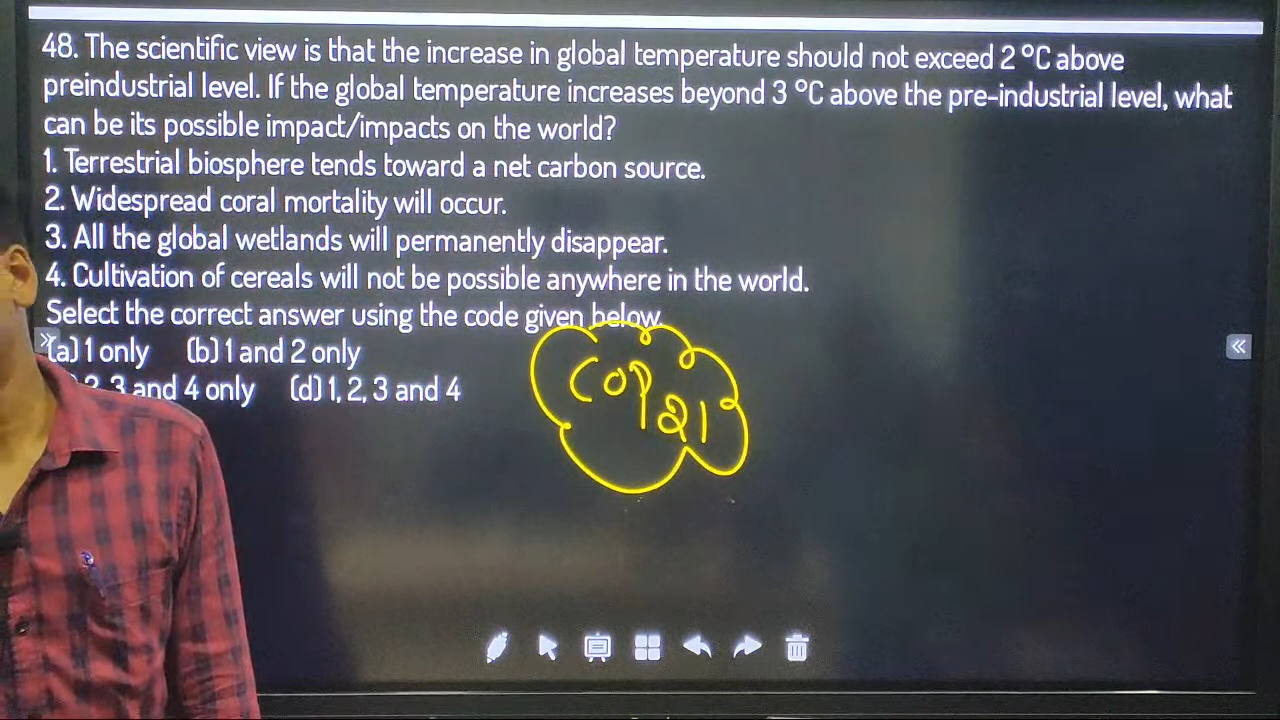 48. The scientific view is that the increase in global temperature should not exceed 2 °C above
preindustrial level. If the global temperature increases beyond 3 °C above the pre-industrial level, what
can be its possible impact/impacts on the world?
1. Terrestrial biosphere tends toward a net carbon source.
2. Widespread coral mortality will occur.
3. All the global wetlands will permanently disappear.
4. Cultivation of cereals will not be possible anywhere in the world.
Select the correct answer using the code given below.
(a) 1 only (b) 1 and 2 only
2, 3 and 4 only (d) 1, 2, 3 and 4
COP 21